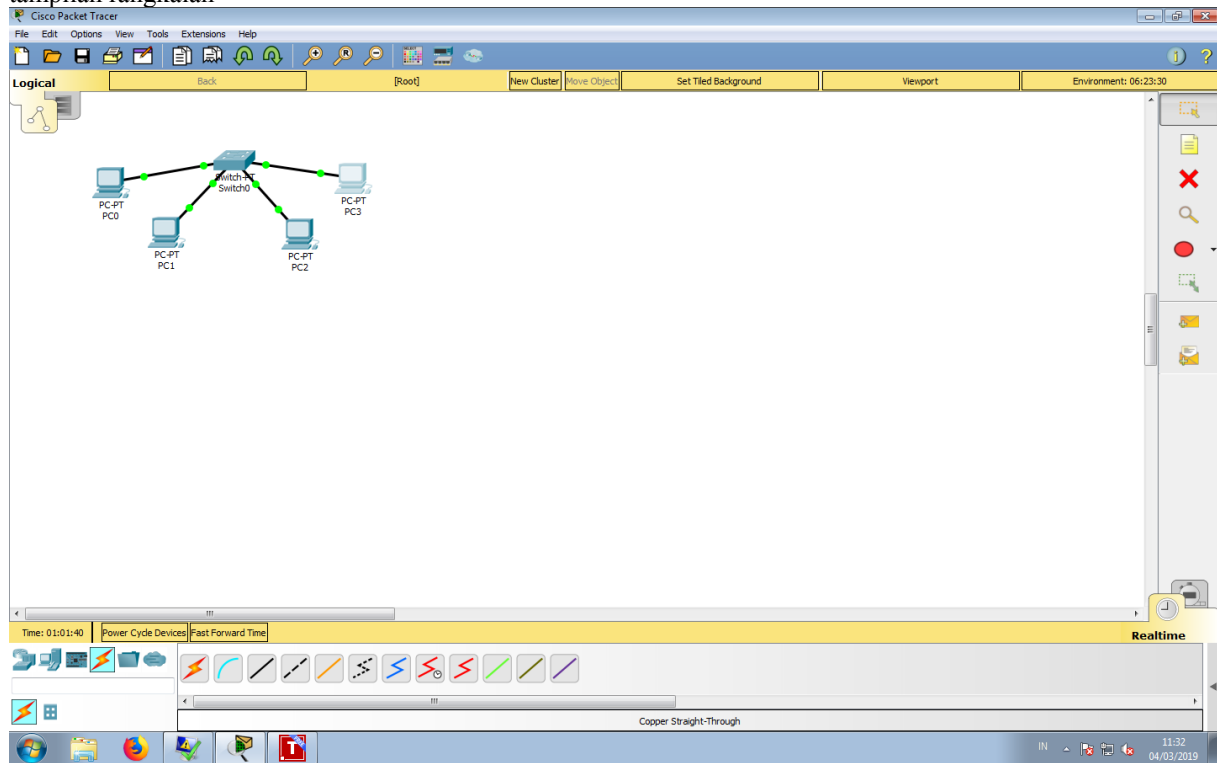 tampilan rangkaian
Cisco Packet Tracer
File Edit Options View Tools Extensions Help
Logical Back [Root] New Cluster Move Object Set Tiled Background Viewport Environment: 06:23:30
Switch-PT
Switch0
PC-PT
PC0
PC-PT
PC3
PC-PT
PC1
PC-PT
PC2
Time: 01:01:40 Power Cycle Devices Fast Forward Time Realtime
Copper Straight-Through
IN 11:32
04/03/2019